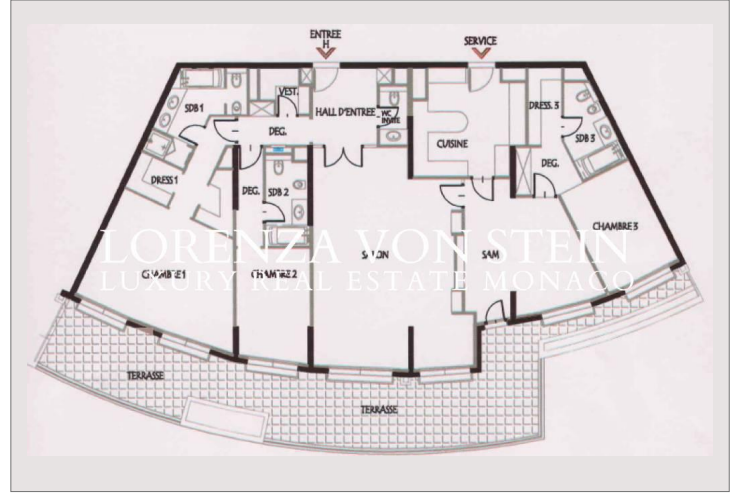 ENTREE
H
SERVICE
SDB 1
VEST.
HALL D'ENTREE
WC
INVITE
DEG.
CUISINE
DRESS. 3
SDB 3
DEG.
DRESS 1
DEG.
SDB 2
CHAMBRE 3
LORENZA VON STEIN
LUXURY REAL ESTATE MONACO
CHAMBRE 1
CHAMBRE 2
SALON
SAM
TERRASSE
TERRASSE